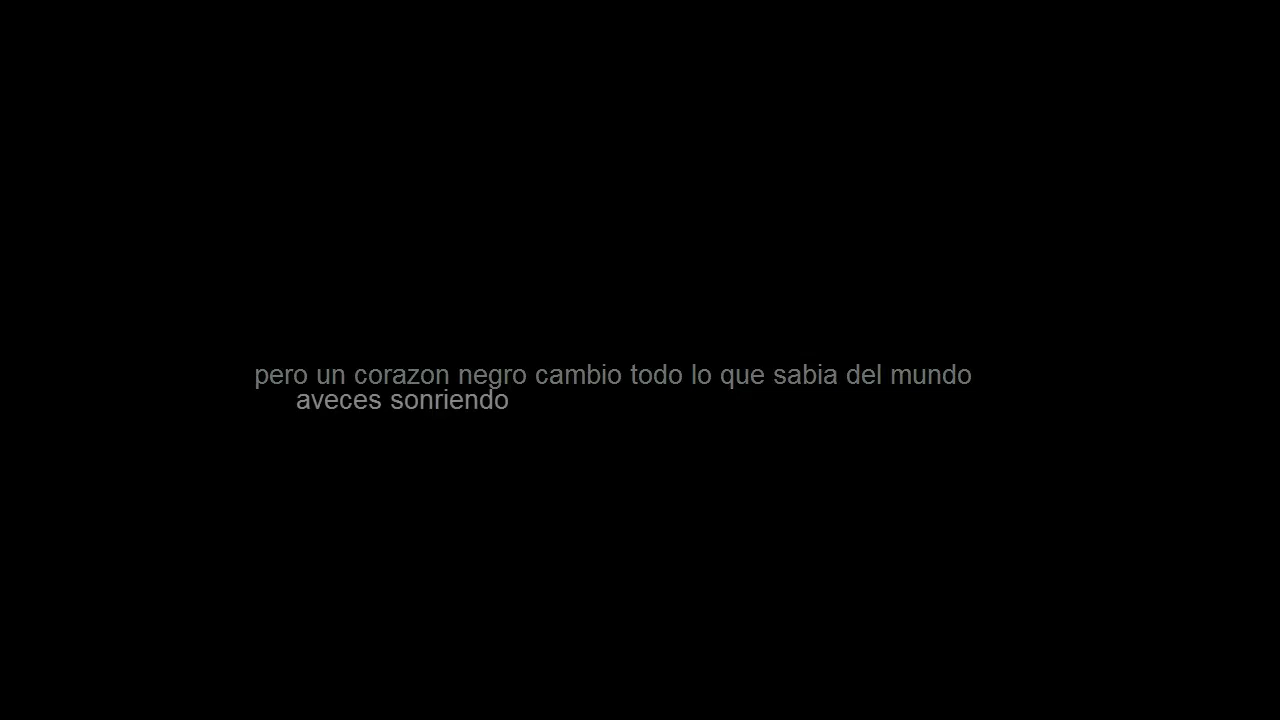 pero un corazon negro cambio todo lo que sabia del mundo
aveces sonriendo